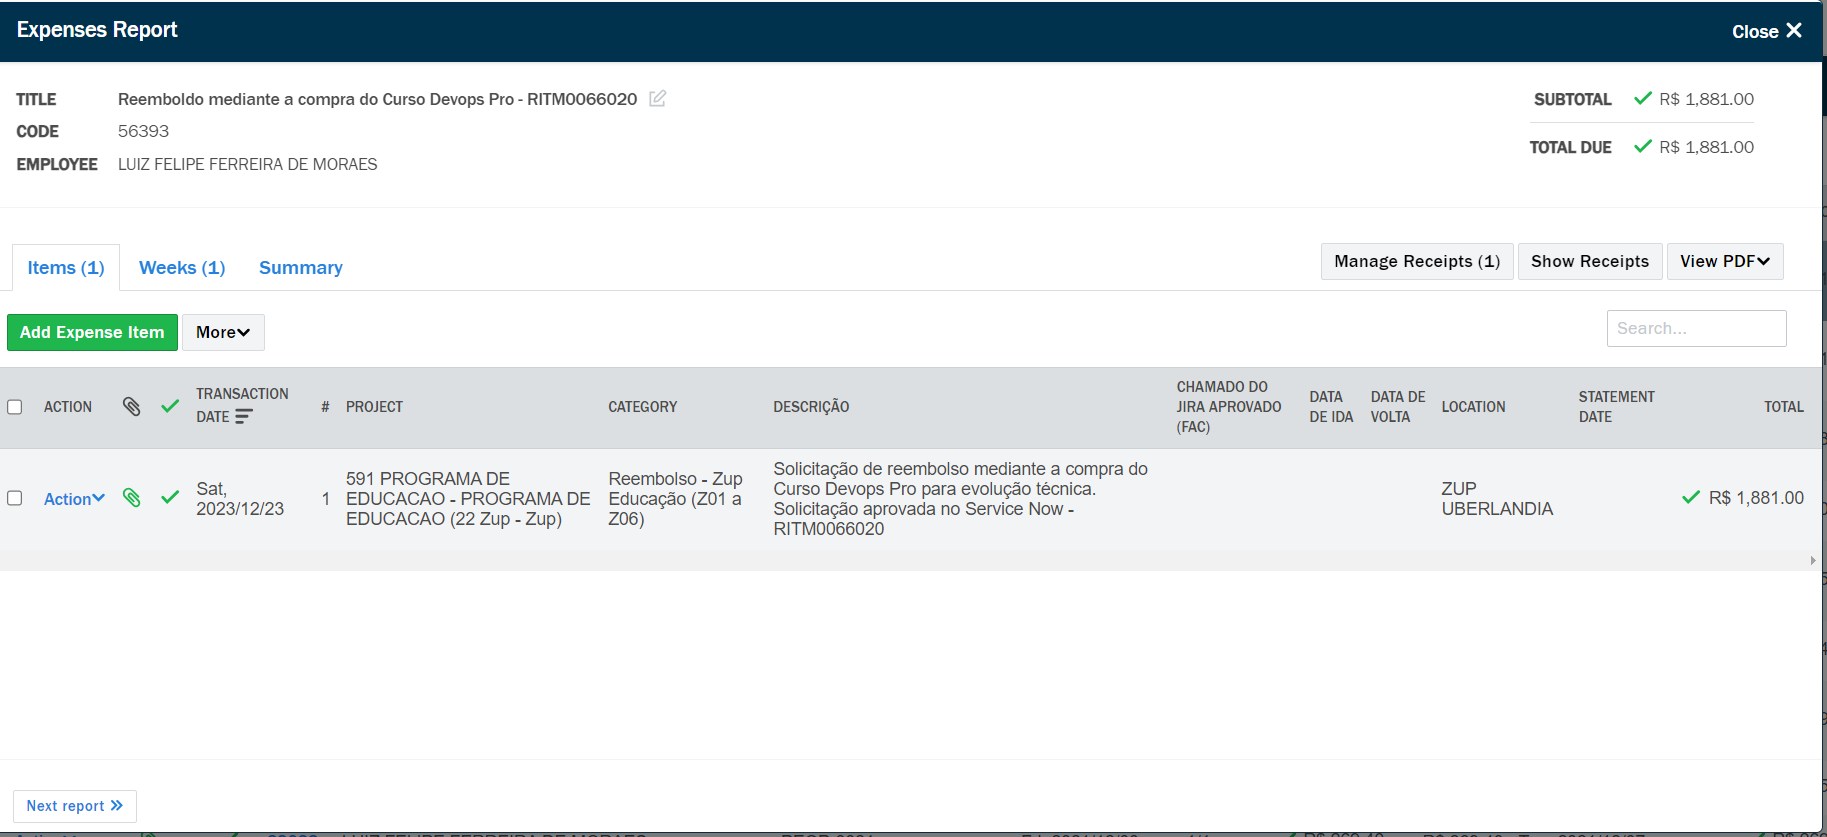 Expenses Report
Close
TITLE Reemboldo mediante a compra do Curso Devops Pro - RITM0066020
CODE 56393
EMPLOYEE LUIZ FELIPE FERREIRA DE MORAES
SUBTOTAL R$ 1,881.00
TOTAL DUE R$ 1,881.00
Items (1) Weeks (1) Summary
Manage Receipts (1) Show Receipts View PDF
Add Expense Item More
Search...
ACTION
TRANSACTION
DATE
#
PROJECT
CATEGORY
DESCRIÇÃO
CHAMADO DO
JIRA APROVADO
(FAC)
DATA
DE IDA
DATA DE
VOLTA
LOCATION
STATEMENT
DATE
TOTAL
Action
Sat,
2023/12/23
1
591 PROGRAMA DE
EDUCACAO - PROGRAMA DE
EDUCACAO (22 Zup - Zup)
Reembolso - Zup
Educação (Z01 a
Z06)
Solicitação de reembolso mediante a compra do
Curso Devops Pro para evolução técnica.
Solicitação aprovada no Service Now -
RITM0066020
ZUP
UBERLANDIA
R$ 1,881.00
Next report